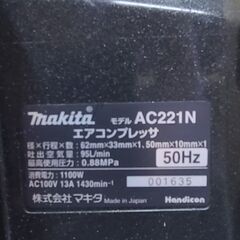 makita モデル AC221N
エアコンプレッサ
径×行程×数：62mm×33mm×1, 50mm×10mm×1
吐出空気量：95L/min
最高使用圧力：0.88MPa
50Hz
消費電力：1100W
AC100V 13A 1430min⁻¹
001635
株式会社マキタ Made in Japan Handicon